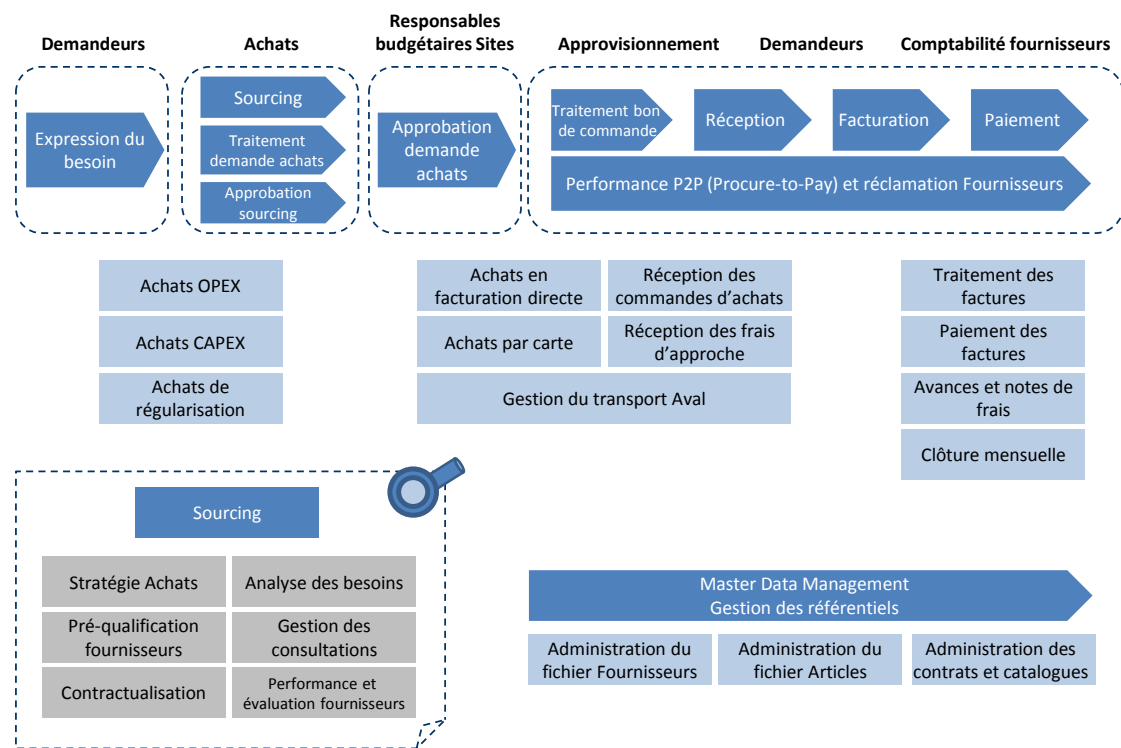 Demandeurs
Achats
Responsables
budgétaires Sites
Approvisionnement
Demandeurs
Comptabilité fournisseurs
Expression du
besoin
Sourcing
Traitement
demande achats
Approbation
sourcing
Approbation
demande
achats
Traitement bon
de commande
Réception
Facturation
Paiement
Performance P2P (Procure-to-Pay) et réclamation Fournisseurs
Achats OPEX
Achats CAPEX
Achats de
régularisation
Achats en
facturation directe
Réception des
commandes d’achats
Achats par carte
Réception des frais
d’approche
Gestion du transport Aval
Traitement des
factures
Paiement des
factures
Avances et notes de
frais
Clôture mensuelle
Sourcing
Stratégie Achats
Analyse des besoins
Pré-qualification
fournisseurs
Gestion des
consultations
Contractualisation
Performance et
évaluation fournisseurs
Master Data Management
Gestion des référentiels
Administration du
fichier Fournisseurs
Administration du
fichier Articles
Administration des
contrats et catalogues